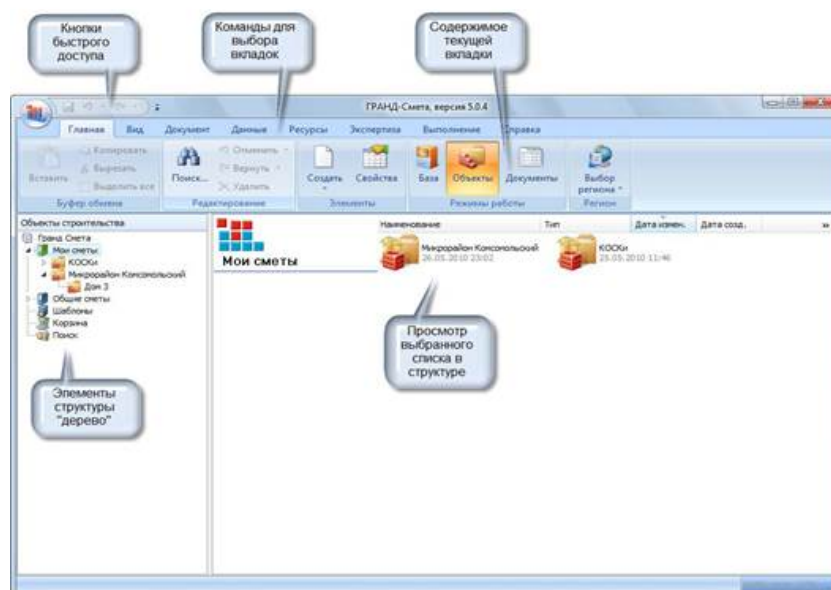 Кнопки
быстрого
доступа
Команды для
выбора
вкладок
Содержимое
текущей
вкладки
ГРАНД-Смета, версия 5.0.4
Главная Вид Документ Данные Ресурсы Экспертиза Выполнение Справка
Вставить
Копировать
Вырезать
Выделить все
Буфер обмена
Поиск...
Отменить
Вернуть
Удалить
Редактирование
Создать Свойства
Элементы
База Объекты Документы
Режимы работы
Выбор
региона
Регион
Объекты строительства
Гранд Смета
Мои сметы
КОСКи
Микрорайон Консомольский
Дом 3
Общие сметы
Шаблоны
Корзина
Поиск
Мои сметы
Наименование Тип Дата измен. Дата созд. »
Микрорайон Консомольский
26.05.2010 23:02
КОСКи
25.05.2010 11:46
Просмотр
выбранного
списка в
структуре
Элементы
структуры
"дерево"